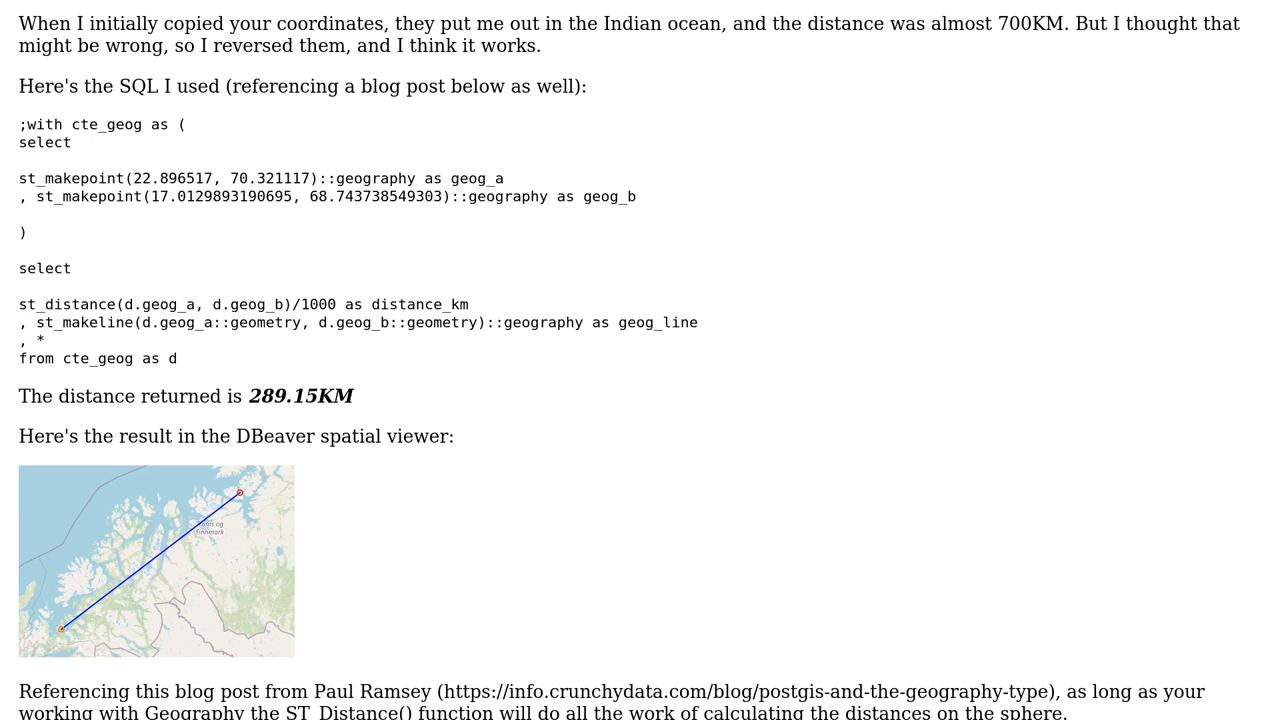 When I initially copied your coordinates, they put me out in the Indian ocean, and the distance was almost 700KM. But I thought that
might be wrong, so I reversed them, and I think it works.
Here's the SQL I used (referencing a blog post below as well):
;with cte_geog as (
select
st_makepoint(22.896517, 70.321117)::geography as geog_a
, st_makepoint(17.0129893190695, 68.743738549303)::geography as geog_b
)
select
st_distance(d.geog_a, d.geog_b)/1000 as distance_km
, st_makeline(d.geog_a::geometry, d.geog_b::geometry)::geography as geog_line
, *
from cte_geog as d
The distance returned is 289.15KM
Here's the result in the DBeaver spatial viewer:
og
Finnmark
Referencing this blog post from Paul Ramsey (https://info.crunchydata.com/blog/postgis-and-the-geography-type), as long as your
working with Geography the ST_Distance() function will do all the work of calculating the distances on the sphere.